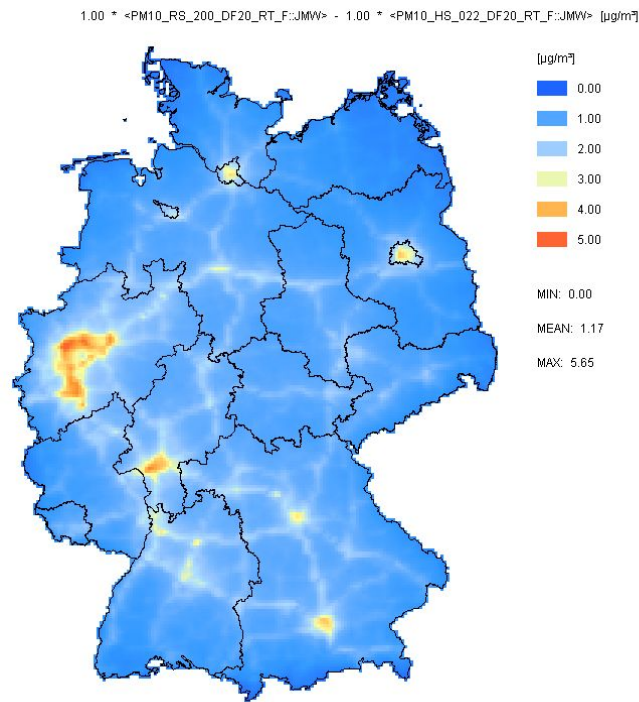 1.00 * <PM10_RS_200_DF20_RT_F::JMW> - 1.00 * <PM10_HS_022_DF20_RT_F::JMW> [µg/m³]
[µg/m³]
0.00
1.00
2.00
3.00
4.00
5.00
MIN: 0.00
MEAN: 1.17
MAX: 5.65